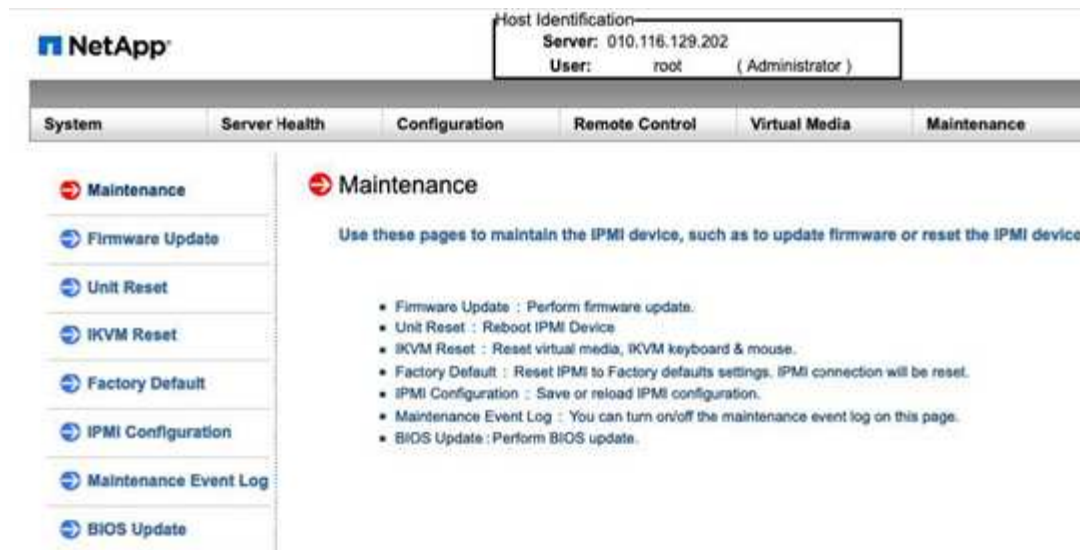 NetApp
Host Identification
Server: 010.116.129.202
User: root ( Administrator )
System Server Health Configuration Remote Control Virtual Media Maintenance
Maintenance
Firmware Update
Unit Reset
IKVM Reset
Factory Default
IPMI Configuration
Maintenance Event Log
BIOS Update
Maintenance
Use these pages to maintain the IPMI device, such as to update firmware or reset the IPMI device
Firmware Update : Perform firmware update.
Unit Reset : Reboot IPMI Device
IKVM Reset : Reset virtual media, IKVM keyboard & mouse.
Factory Default : Reset IPMI to Factory defaults settings. IPMI connection will be reset.
IPMI Configuration : Save or reload IPMI configuration.
Maintenance Event Log : You can turn on/off the maintenance event log on this page.
BIOS Update : Perform BIOS update.